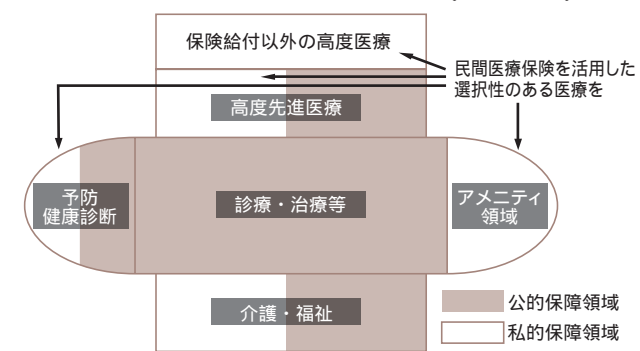 保険給付以外の高度医療
民間医療保険を活用した
選択性のある医療を
高度先進医療
予防
健康診断
診療・治療等
アメニティ
領域
介護・福祉
公的保障領域
私的保障領域